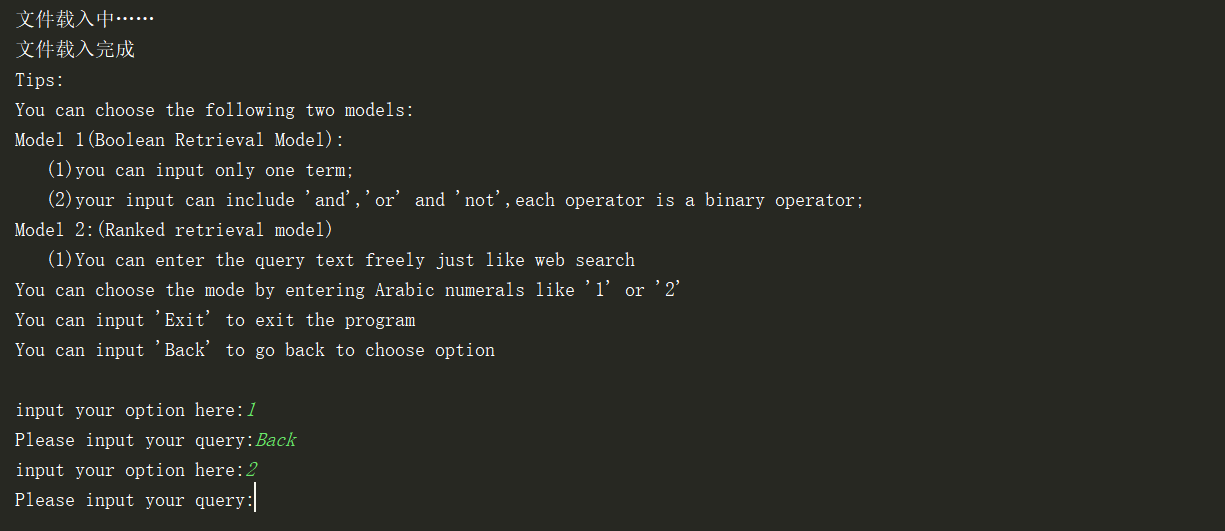 文件载入中……
文件载入完成
Tips:
You can choose the following two models:
Model 1(Boolean Retrieval Model):
(1)you can input only one term;
(2)your input can include 'and','or' and 'not',each operator is a binary operator;
Model 2:(Ranked retrieval model)
(1)You can enter the query text freely just like web search
You can choose the mode by entering Arabic numerals like '1' or '2'
You can input 'Exit' to exit the program
You can input 'Back' to go back to choose option
input your option here:1
Please input your query:Back
input your option here:2
Please input your query: